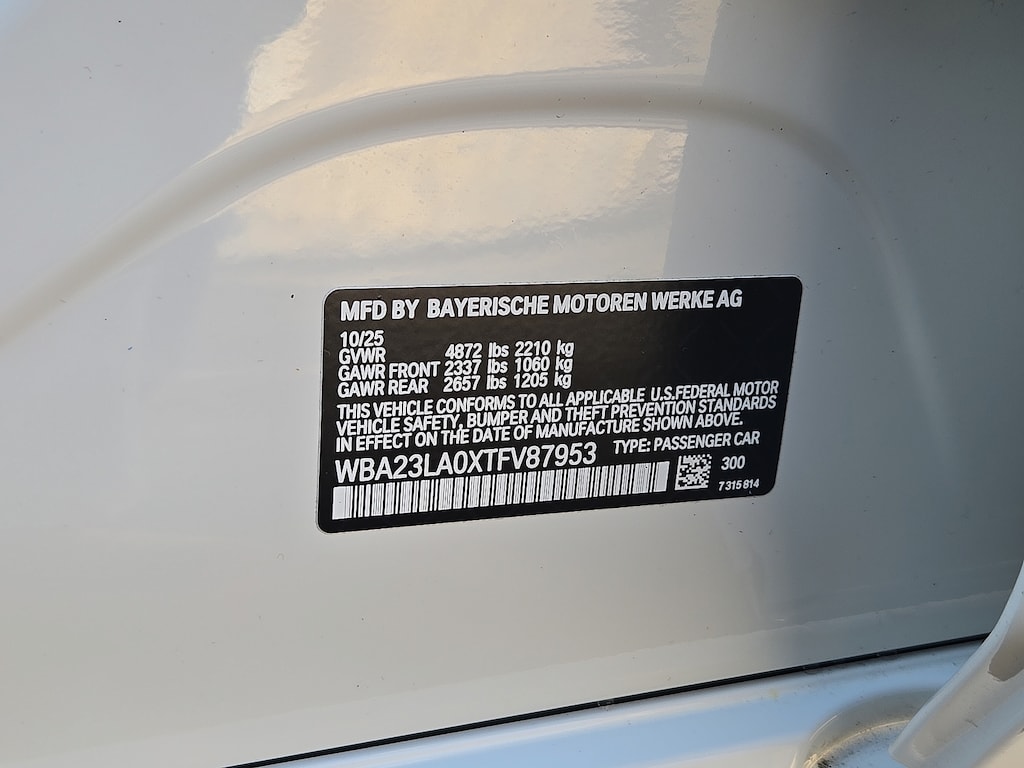 MFD BY BAYERISCHE MOTOREN WERKE AG
10/25
GVWR 4872 lbs 2210 kg
GAWR FRONT 2337 lbs 1060 kg
GAWR REAR 2657 lbs 1205 kg
THIS VEHICLE CONFORMS TO ALL APPLICABLE U.S.FEDERAL MOTOR
VEHICLE SAFETY, BUMPER AND THEFT PREVENTION STANDARDS
IN EFFECT ON THE DATE OF MANUFACTURE SHOWN ABOVE.
WBA23LA0XTFV87953 TYPE: PASSENGER CAR
300
7 315 814